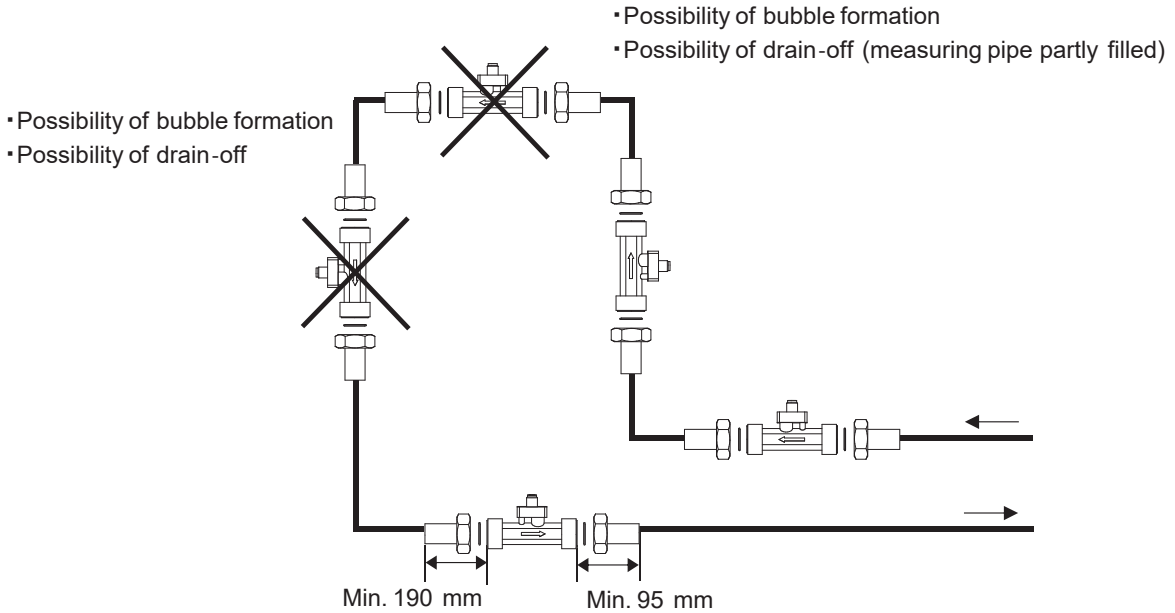 ・Possibility of bubble formation
・Possibility of drain-off (measuring pipe partly filled)
・Possibility of bubble formation
・Possibility of drain-off
Min. 190 mm
Min. 95 mm